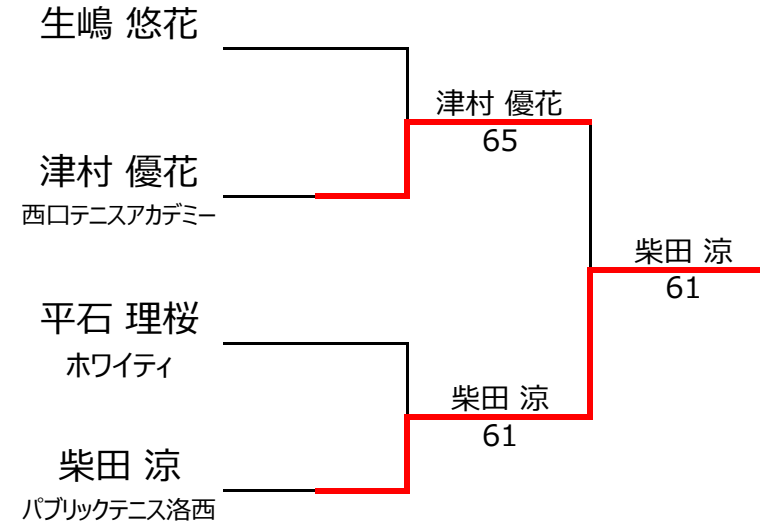 生嶋 悠花
津村 優花
65
津村 優花
西口テニスアカデミー
柴田 涼
61
平石 理桜
ホワイティ
柴田 涼
61
柴田 涼
パブリックテニス洛西